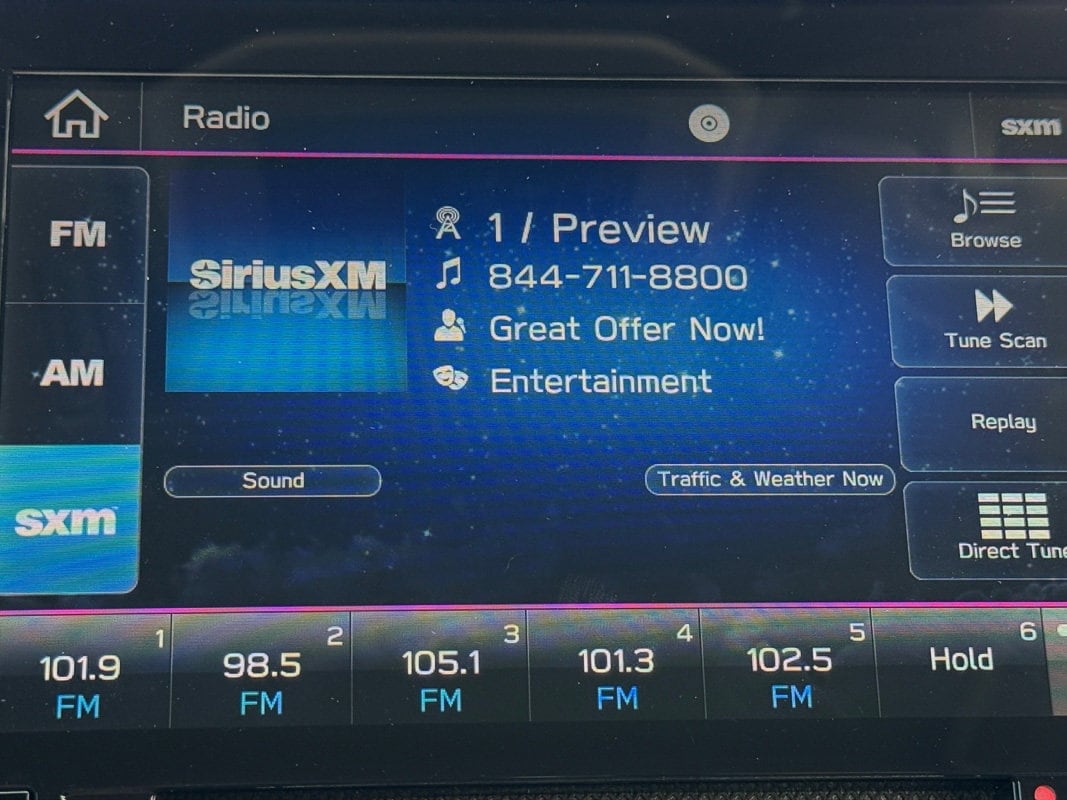 Radio
sxm
FM
AM
sxm
SiriusXM
1 / Preview
844-711-8800
Great Offer Now!
Entertainment
Sound
Traffic & Weather Now
Browse
Tune Scan
Replay
Direct Tune
1
101.9
FM
2
98.5
FM
3
105.1
FM
4
101.3
FM
5
102.5
FM
6
Hold